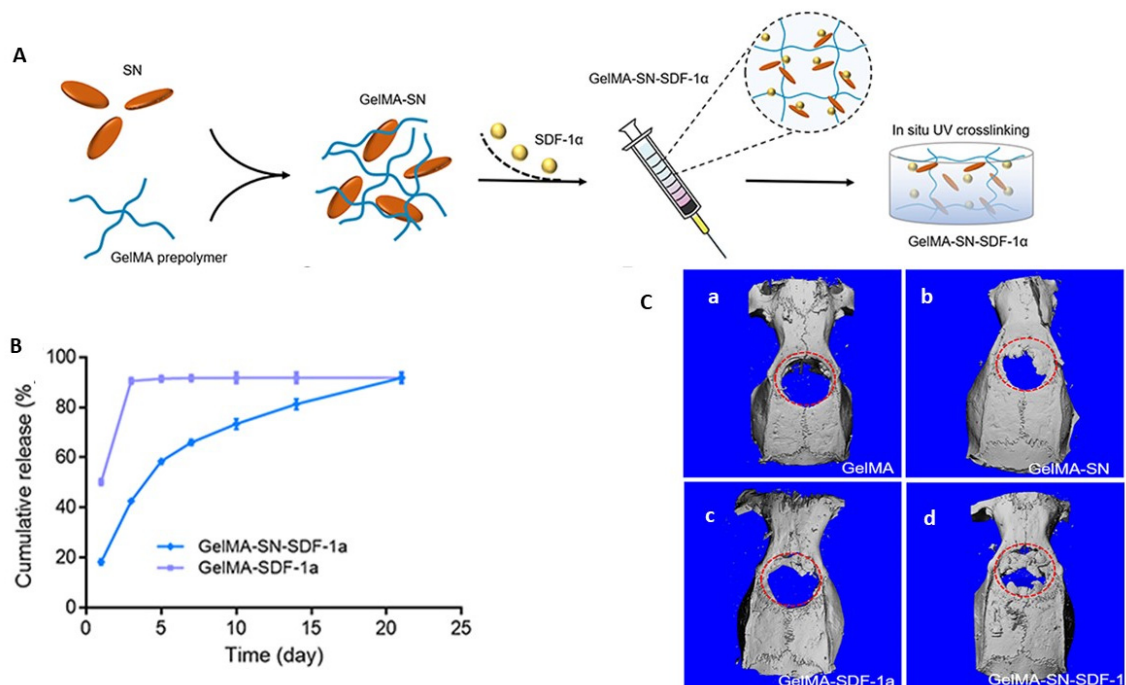 A
SN
GelMA prepolymer
GelMA-SN
SDF-1α
GelMA-SN-SDF-1α
In situ UV crosslinking
GelMA-SN-SDF-1α
B
Cumulative release (%
100
80
60
40
20
0
GelMA-SN-SDF-1a
GelMA-SDF-1a
0 5 10 15 20 25
Time (day)
C
a
GelMA
b
GelMA-SN
c
GelMA-SDF-1a
d
GelMA-SN-SDF-1